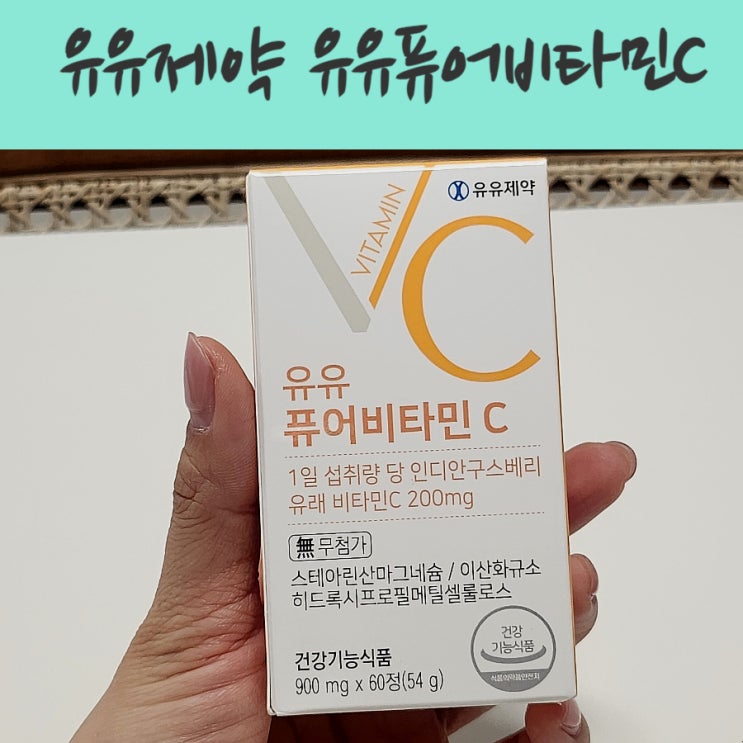 유유제약 유유퓨어비타민C
VITAMIN
VC
유유제약
유유
퓨어비타민 C
1일 섭취량 당 인디안구스베리
유래 비타민C 200mg
無 무첨가
스테아린산마그네슘 / 이산화규소
히드록시프로필메틸셀룰로스
건강
기능식품
식품의약품안전처
건강기능식품
900 mg x 60정(54 g)